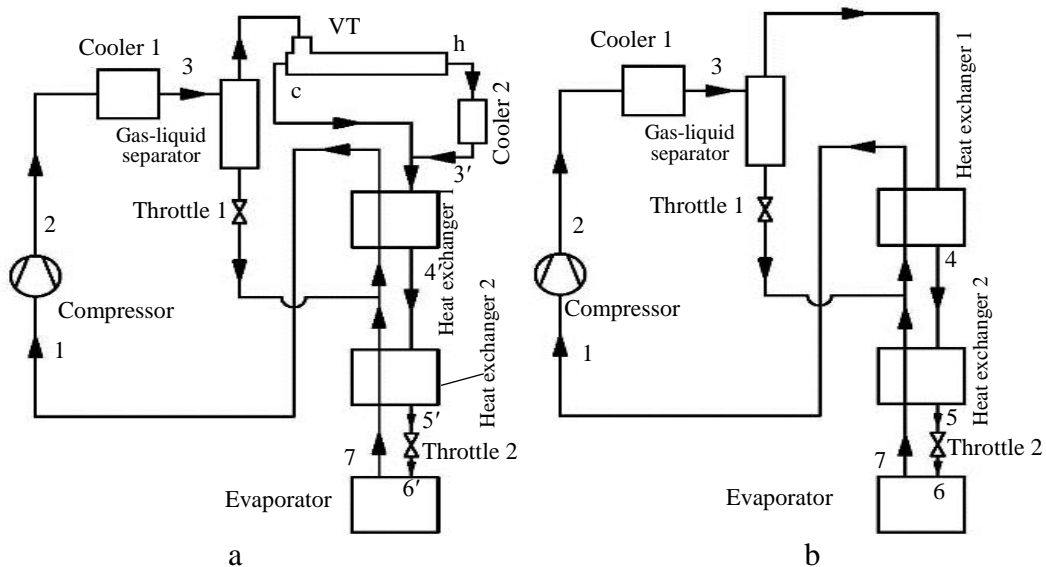 VT
Cooler 1
3
h
c
Cooler 2
Gas-liquid
separator
3′
Throttle 1
Heat exchanger 1
2
4′
Compressor
1
Heat exchanger 2
5′
Throttle 2
7
6′
Evaporator
a
Cooler 1
3
Heat exchanger 1
Gas-liquid
separator
Throttle 1
2
4
Compressor
1
Heat exchanger 2
5
Throttle 2
7
6
Evaporator
b